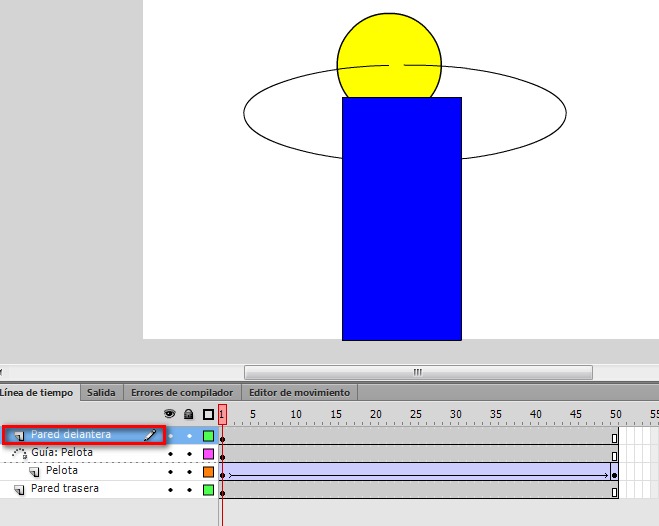 Línea de tiempo Salida Errores de compilador Editor de movimiento
1 5 10 15 20 25 30 35 40 45 50 55
Pared delantera
Guía: Pelota
Pelota
Pared trasera